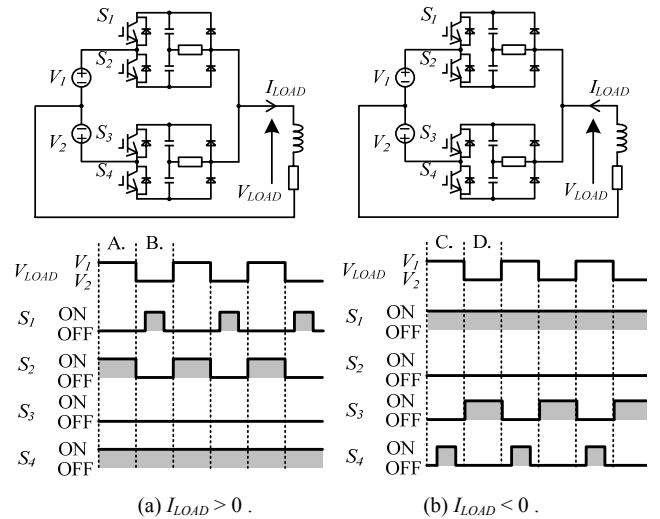 S1
S2
V1
V2
S3
S4
ILOAD
VLOAD
S1
S2
V1
V2
S3
S4
ILOAD
VLOAD
A. B.
VLOAD V1
V2
S1 ON
OFF
S2 ON
OFF
S3 ON
OFF
S4 ON
OFF
(a) ILOAD > 0 .
C. D.
VLOAD V1
V2
S1 ON
OFF
S2 ON
OFF
S3 ON
OFF
S4 ON
OFF
(b) ILOAD < 0 .